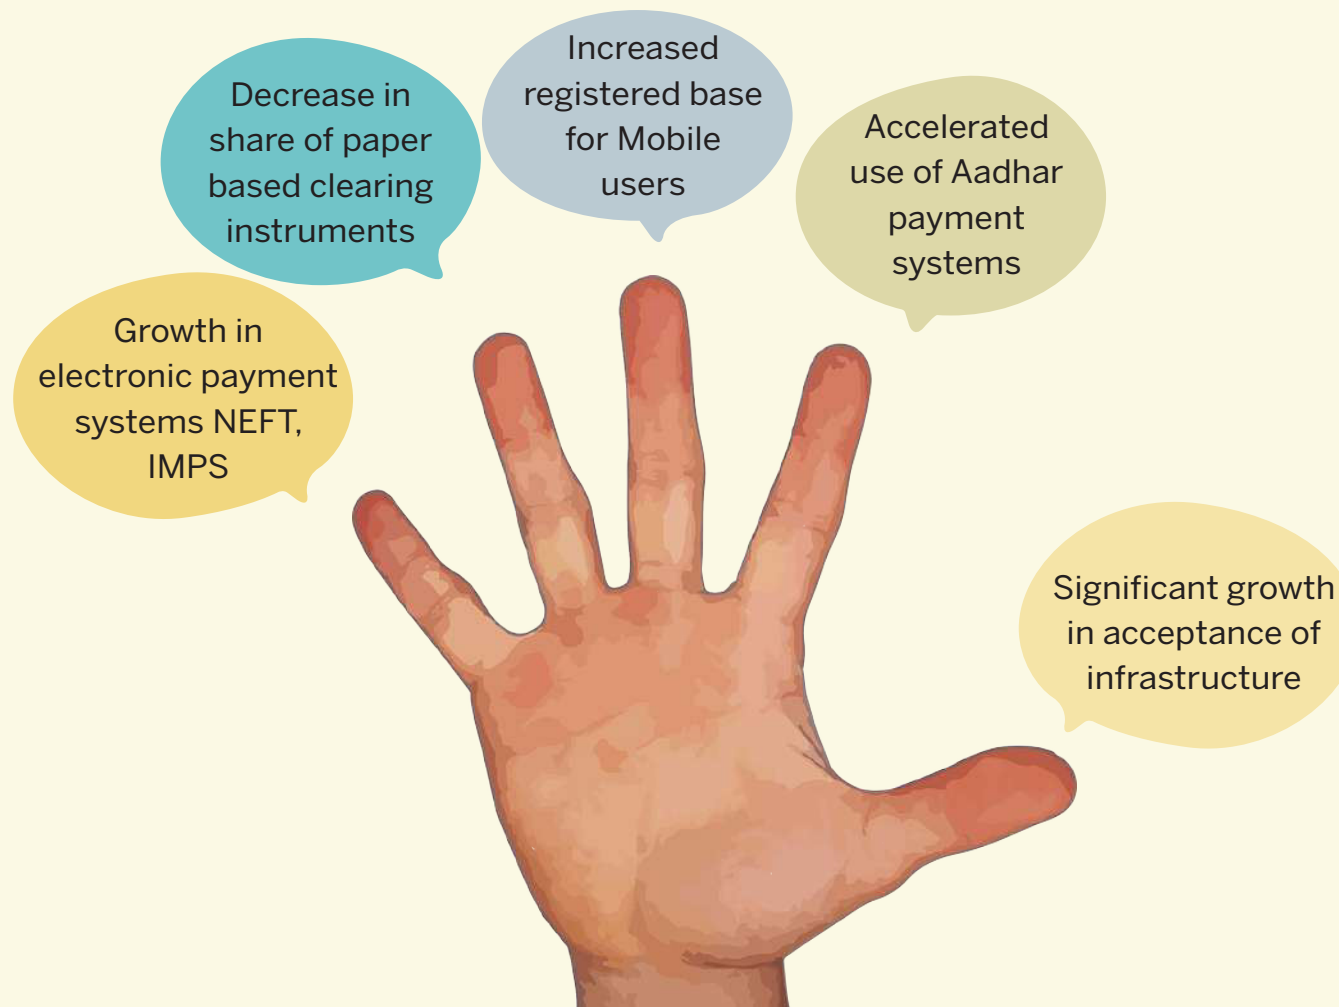 Growth in
electronic payment
systems NEFT,
IMPS
Decrease in
share of paper
based clearing
instruments
Increased
registered base
for Mobile
users
Accelerated
use of Aadhar
payment
systems
Significant growth
in acceptance of
infrastructure